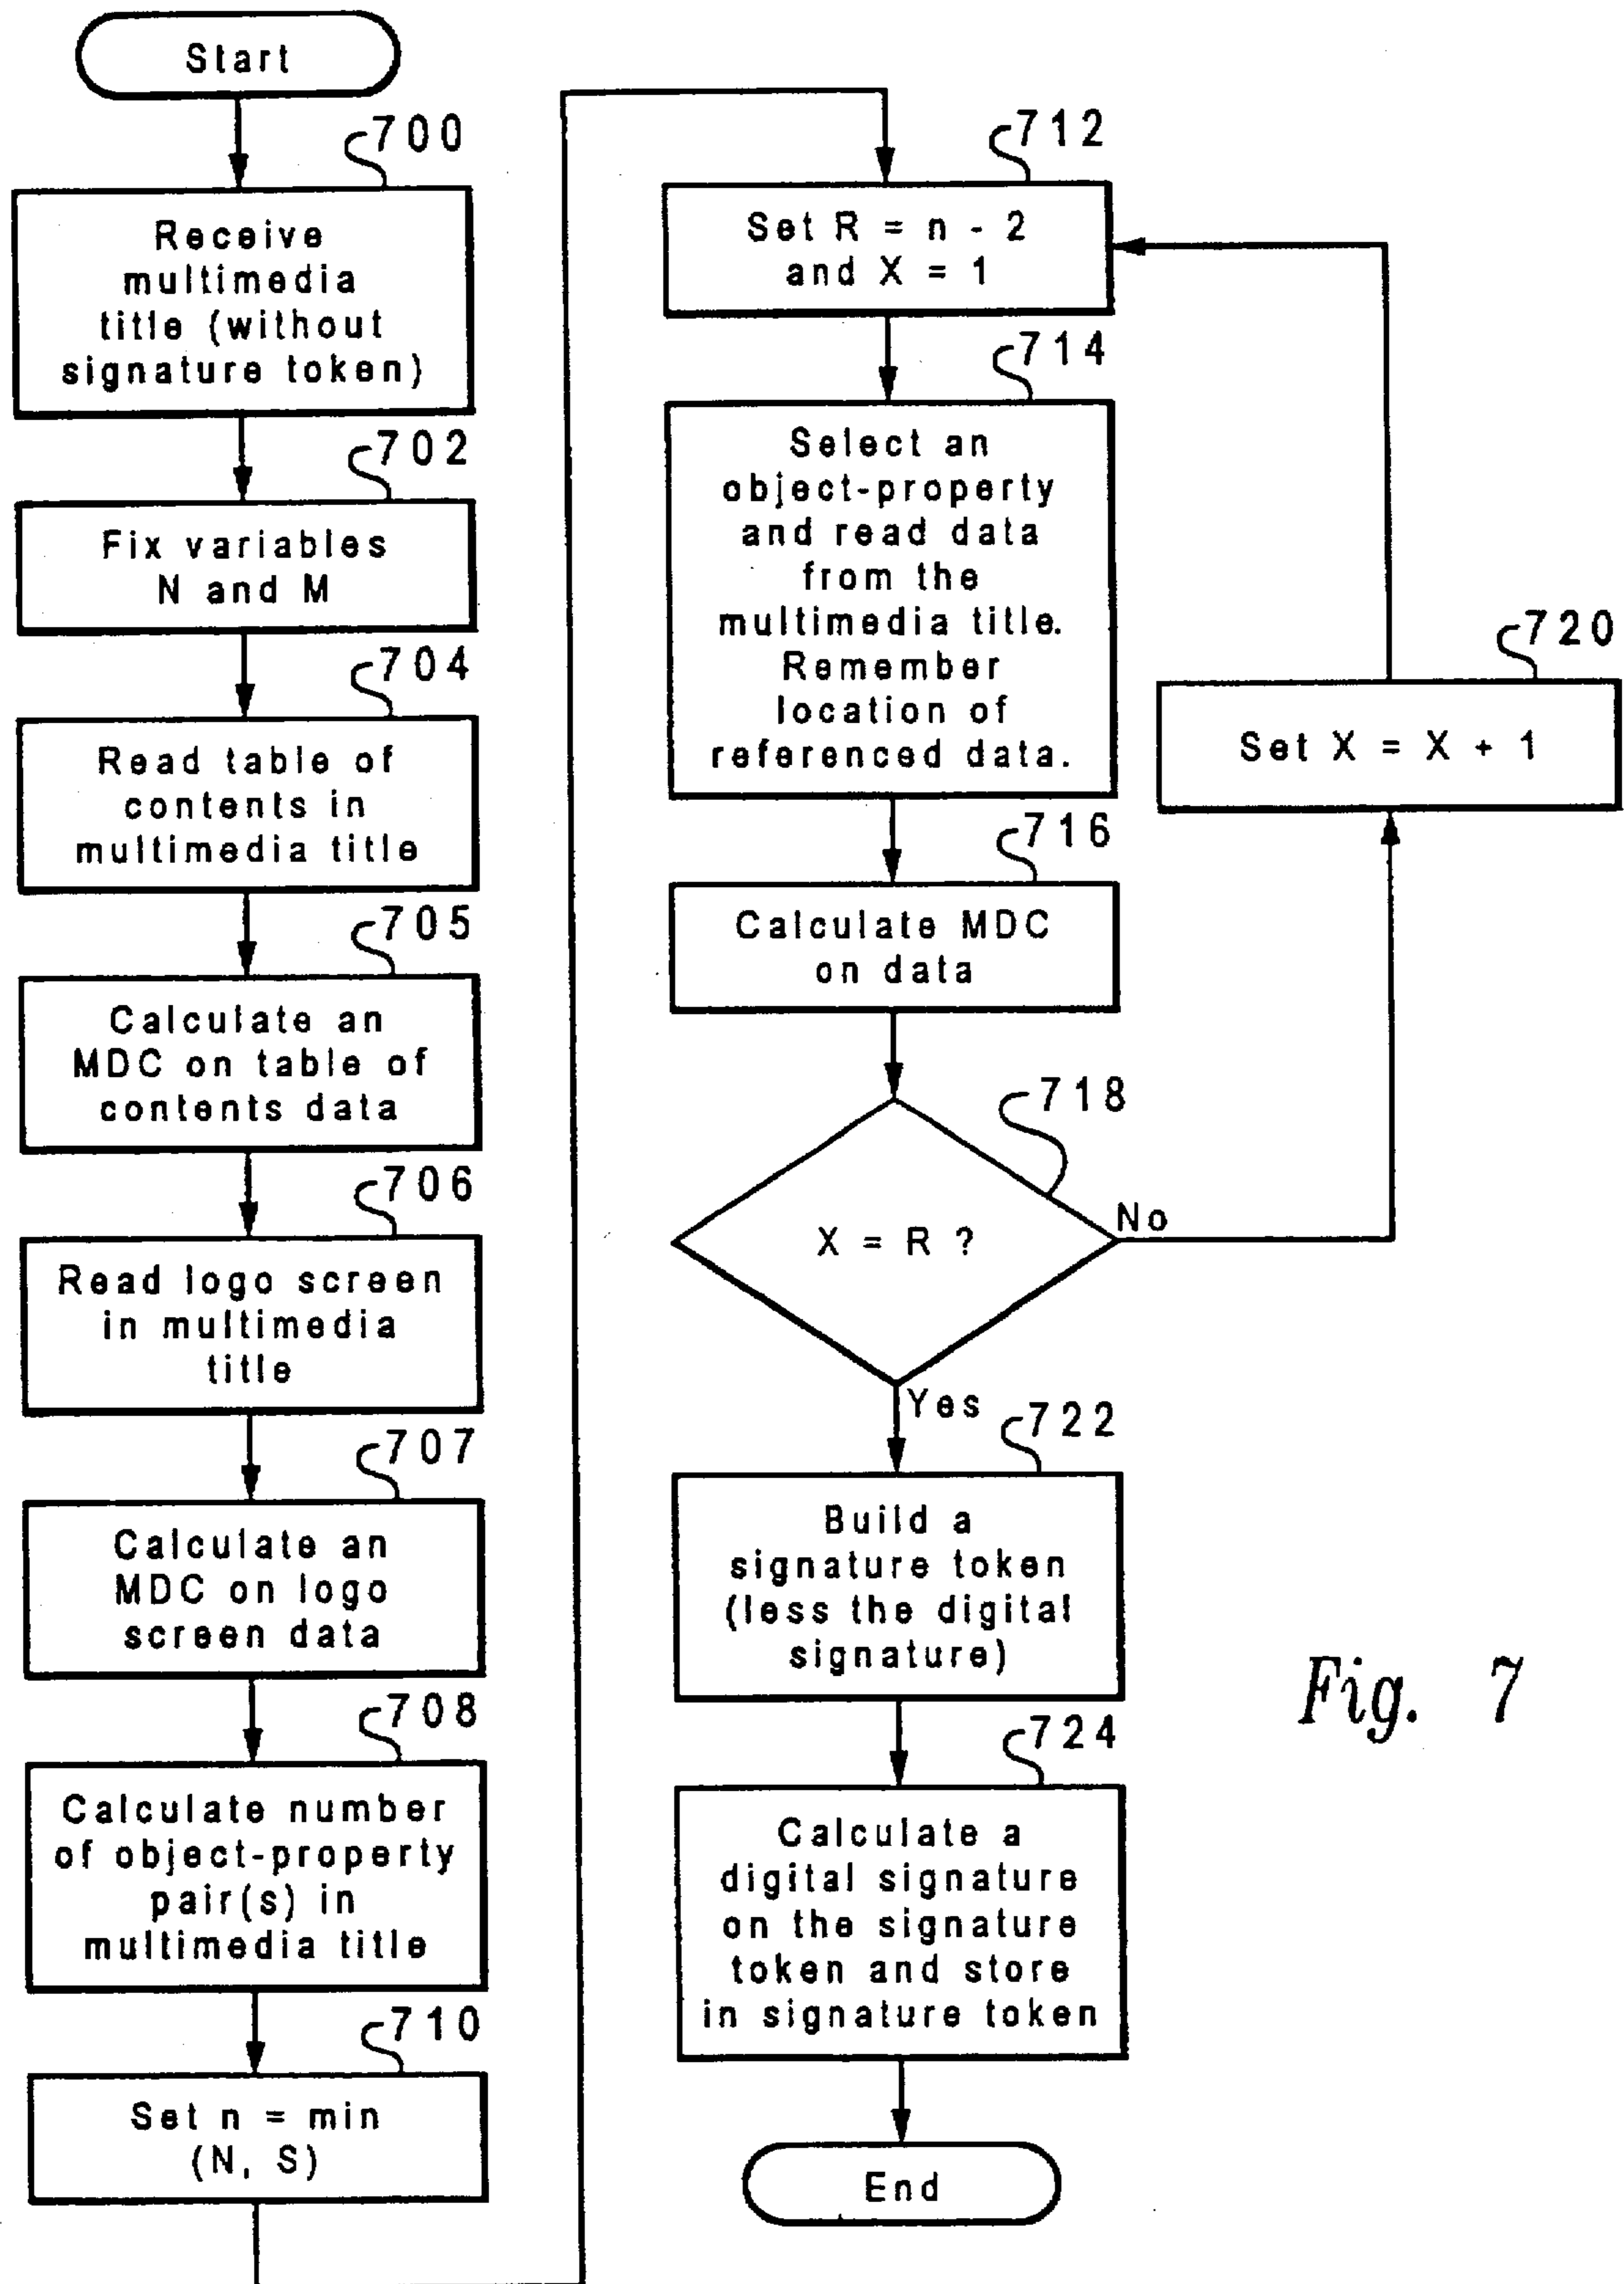 Start
700
Receive
multimedia
title (without
signature token)
702
Fix variables
N and M
704
Read table of
contents in
multimedia title
705
Calculate an
MDC on table of
contents data
706
Read logo screen
in multimedia
title
707
Calculate an
MDC on logo
screen data
708
Calculate number
of object-property
pair(s) in
multimedia title
710
Set n = min
(N, S)
712
Set R = n - 2
and X = 1
714
Select an
object-property
and read data
from the
multimedia title.
Remember
location of
referenced data.
716
Calculate MDC
on data
718
X = R ?
No
720
Set X = X + 1
Yes
722
Build a
signature token
(less the digital
signature)
724
Calculate a
digital signature
on the signature
token and store
in signature token
End
Fig. 7